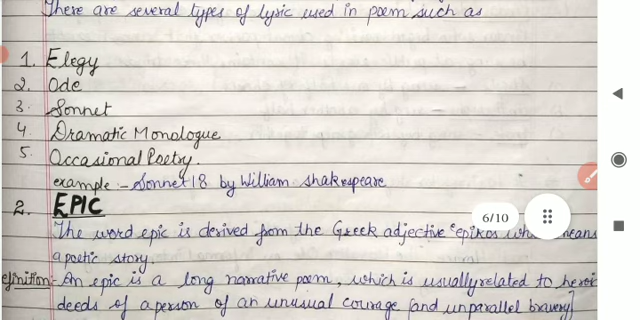 There are several types of lyric used in poem such as
1. Elegy
2. Ode
3. Sonnet
4. Dramatic Monologue
5. Occasional Poetry.
example :- Sonnet 18 by William Shakespeare
2. EPIC
The word epic is derived from the Greek adjective 'epikos means
a poetic story.
efinition:- An epic is a long narrative poem, which is usually related to heroi
deeds of a person of an unusual courage (and unparallel bravery)
6/10